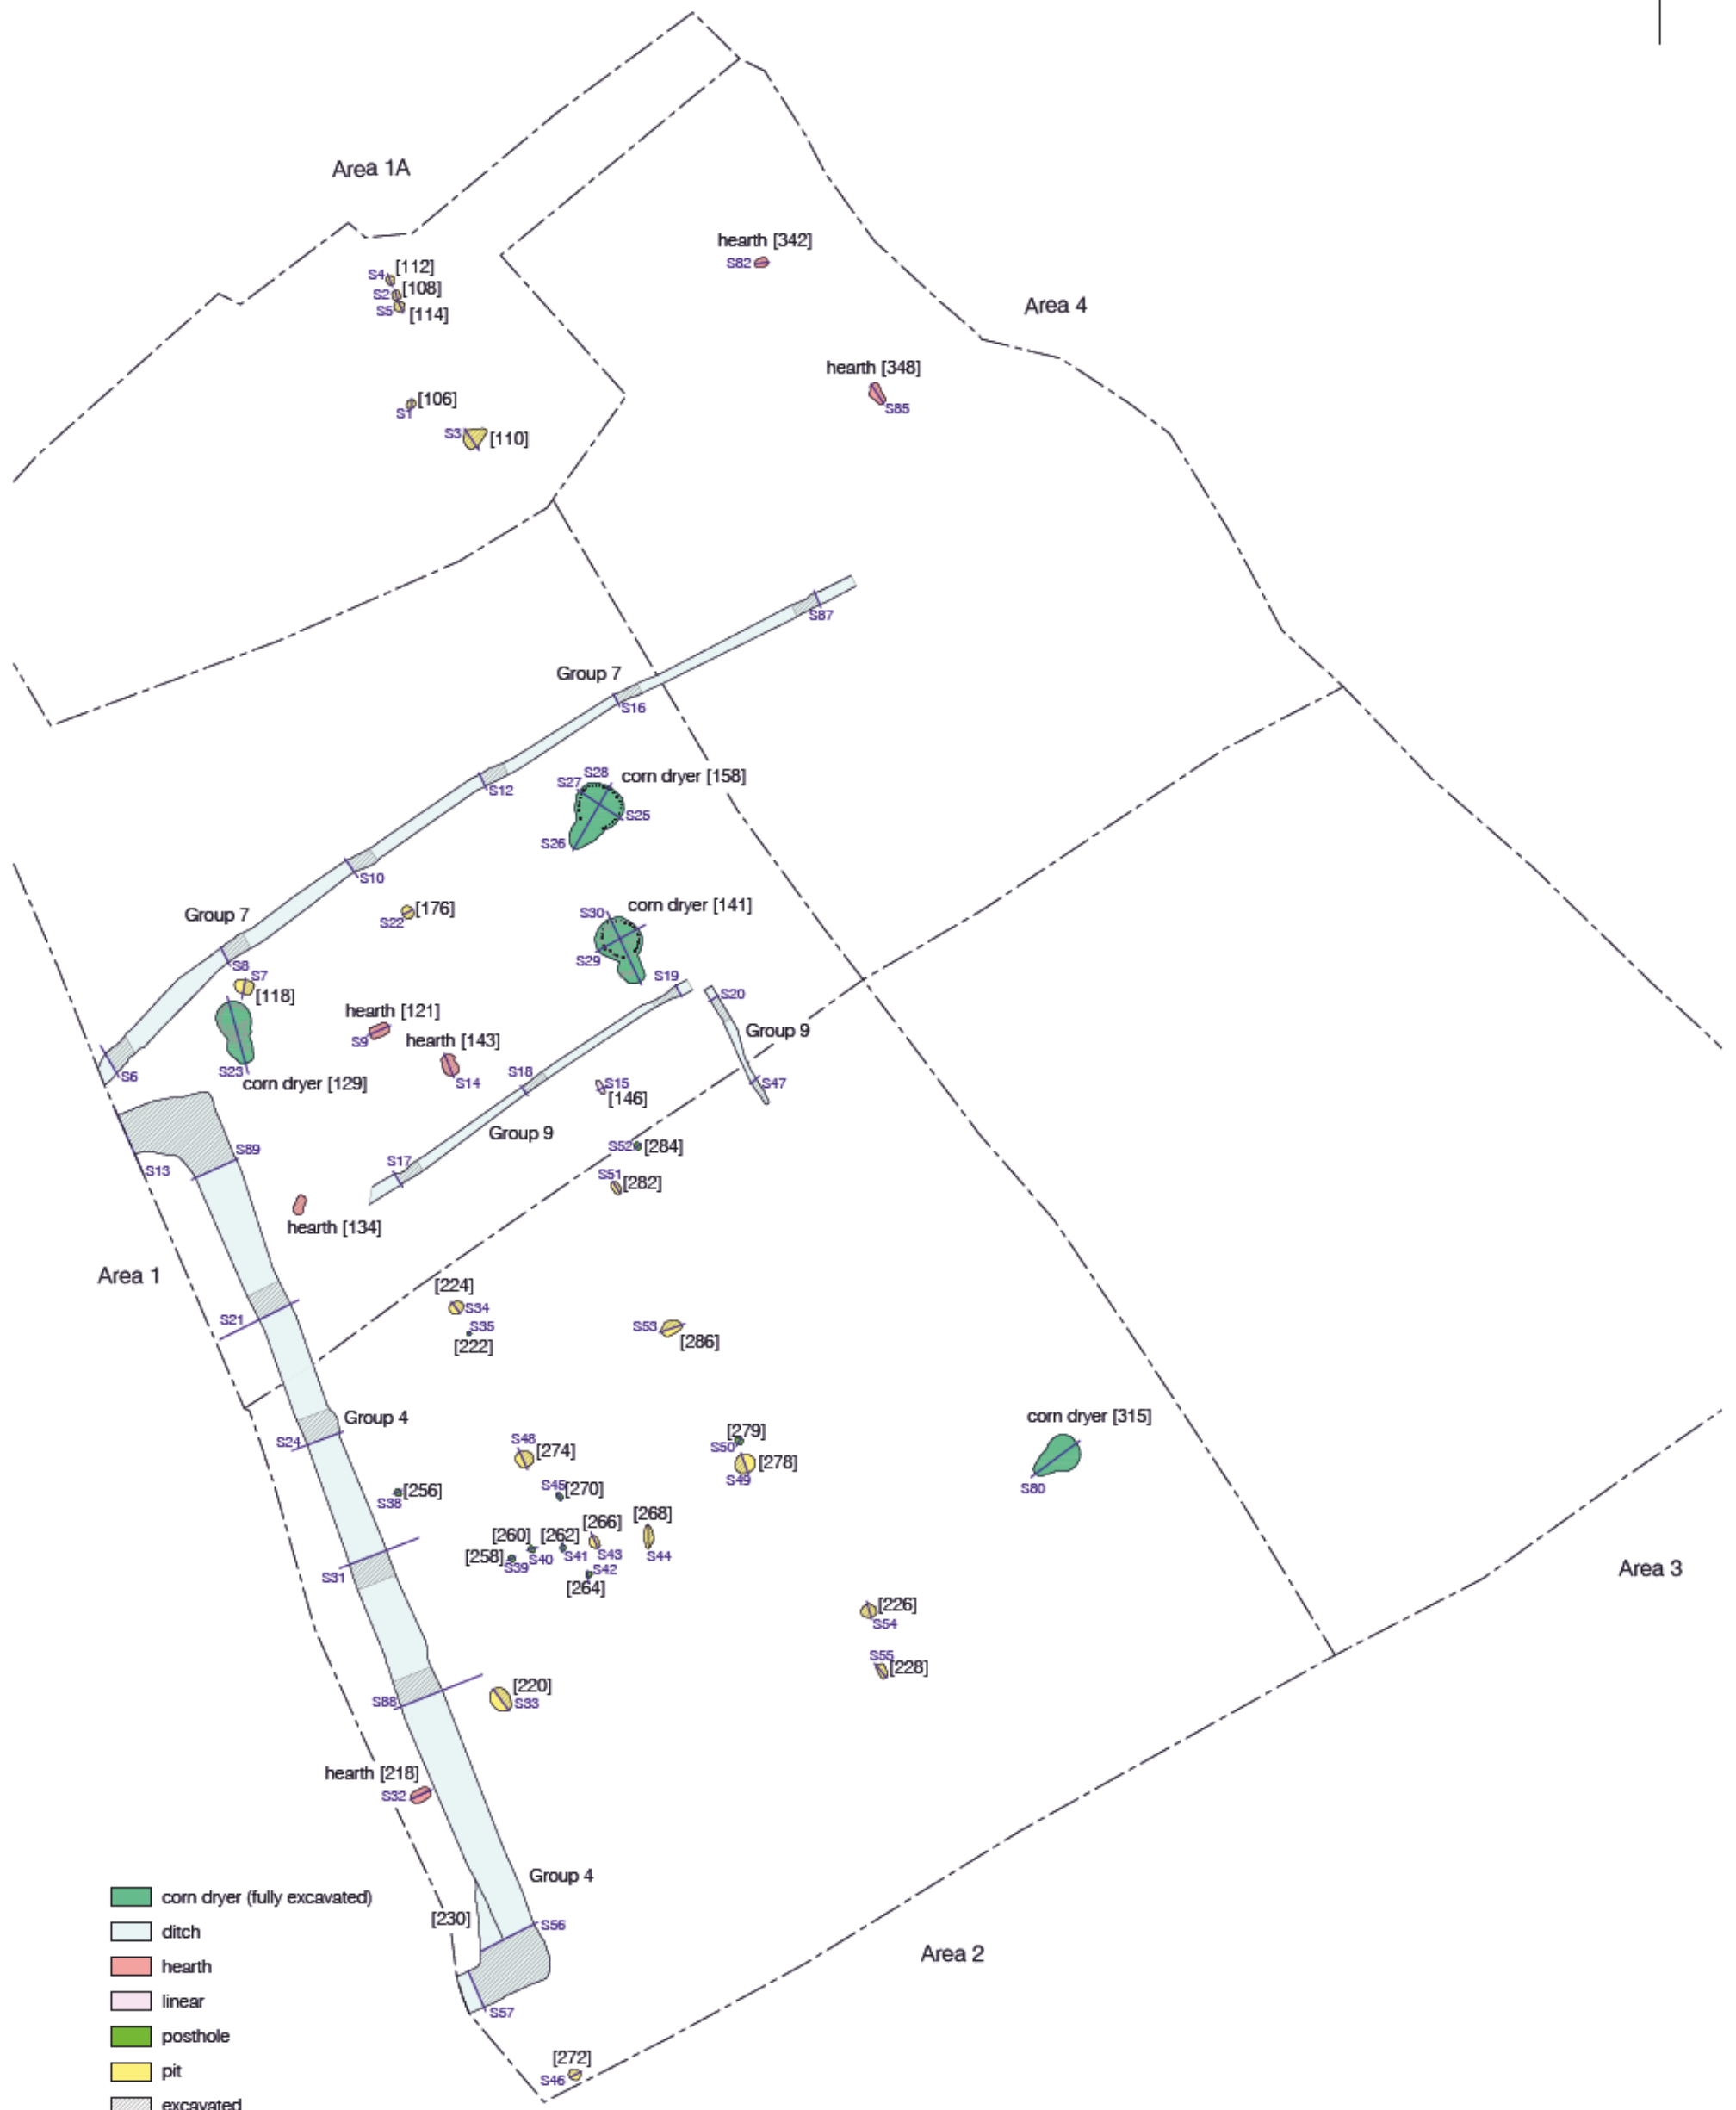 Area 1A
hearth [342]
S82
S4 [112]
S2 [108]
S5 [114]
Area 4
hearth [348]
S85
[106]
S1
S3 [110]
S87
Group 7
S16
S28 corn dryer [158]
S27
S12
S25
S26
S10
S30 corn dryer [141]
[176]
Group 7
S22
S29
S8
S7
S19
[118]
S20
hearth [121]
Group 9
S9
hearth [143]
S18
S23
S6
corn dryer [129]
S14
S15
S47
[146]
Group 9
S89
S52 [284]
S17
S13
S51
[282]
hearth [134]
Area 1
[224]
S34
S21
S35
S53
[222]
[286]
Group 4
corn dryer [315]
S24
S48
[274]
[279]
S50
[278]
S49
S80
S45
[270]
[256]
S38
[268]
[266]
[260] [262]
[258]
S39
S40
S41
S43
S44
S42
S31
[264]
Area 3
[226]
S54
S55
[228]
[220]
S88
S33
hearth [218]
S32
Group 4
corn dryer (fully excavated)
[230]
S56
ditch
Area 2
hearth
linear
S57
posthole
[272]
pit
S46
excavated